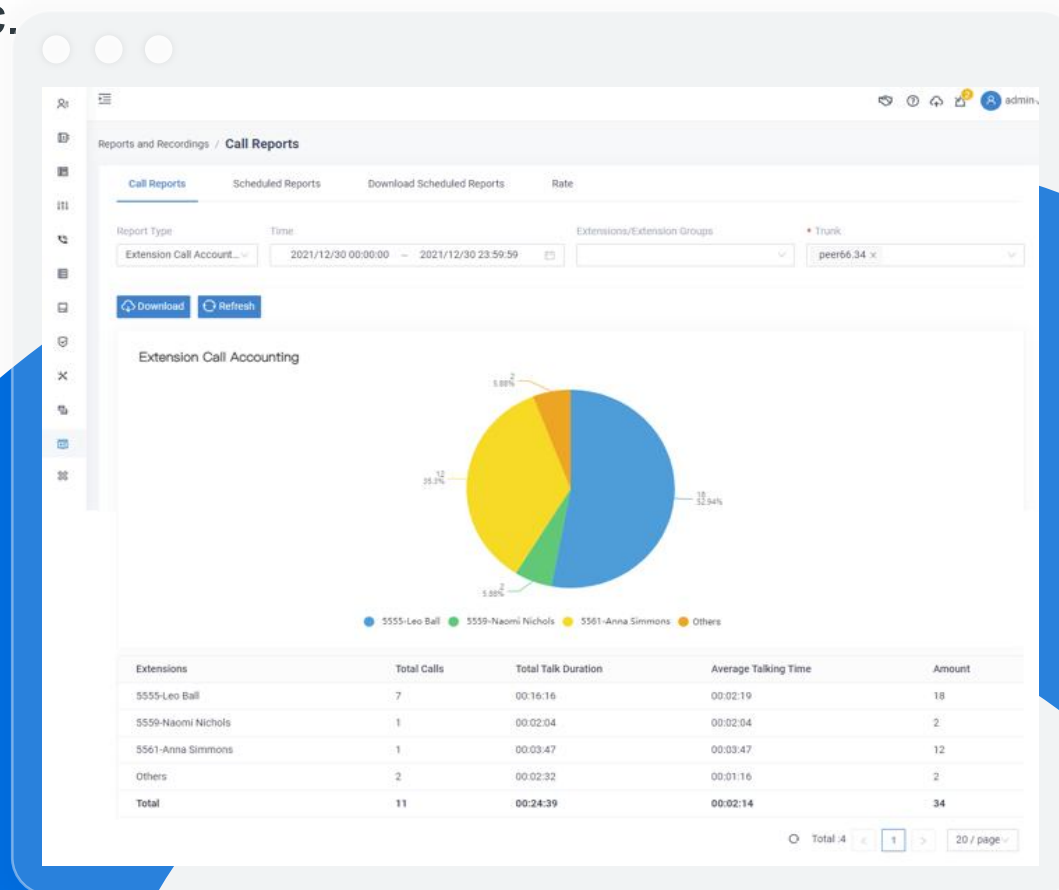 c.
2
admin-
Reports and Recordings / Call Reports
Call Reports Scheduled Reports Download Scheduled Reports Rate
Report Type Time Extensions/Extension Groups * Trunk
Extension Call Account... 2021/12/30 00:00:00 ~ 2021/12/30 23:59:59 peer66.34 ×
Download Refresh
Extension Call Accounting
2
5.88%
12
35.3%
18
52.94%
2
5.88%
5555-Leo Ball 5559-Naomi Nichols 5561-Anna Simmons Others
Extensions Total Calls Total Talk Duration Average Talking Time Amount
5555-Leo Ball 7 00:16:16 00:02:19 18
5559-Naomi Nichols 1 00:02:04 00:02:04 2
5561-Anna Simmons 1 00:03:47 00:03:47 12
Others 2 00:02:32 00:01:16 2
Total 11 00:24:39 00:02:14 34
Total :4 < 1 > 20 / page